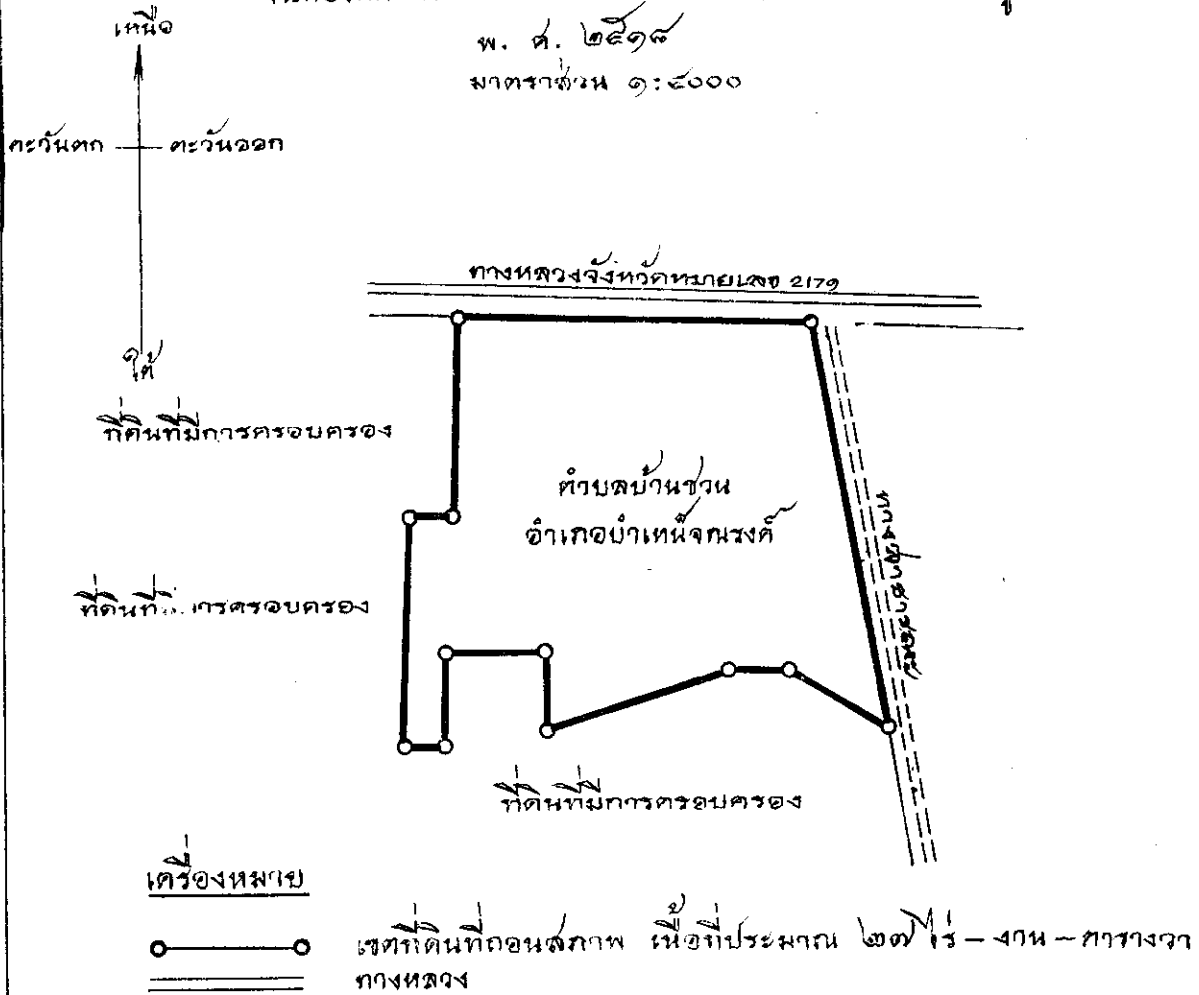 เหนือ
พ. ศ. ๒๕๑๘
มาตราส่วน ๑:๔๐๐๐
ตะวันตก ตะวันออก
ทางหลวงจังหวัดหมายเลข 2179
ใต้
ที่ดินที่มีการครอบครอง
ตำบลบ้านชวน
อำเภอบำเหน็จณรงค์
ที่ดินที่มีการครอบครอง
ที่ดินที่มีการครอบครอง
เครื่องหมาย
เขตที่ดินที่ถอนสภาพ เนื้อที่ประมาณ ๒๗ ไร่ - งาน - ตารางวา
ทางหลวง